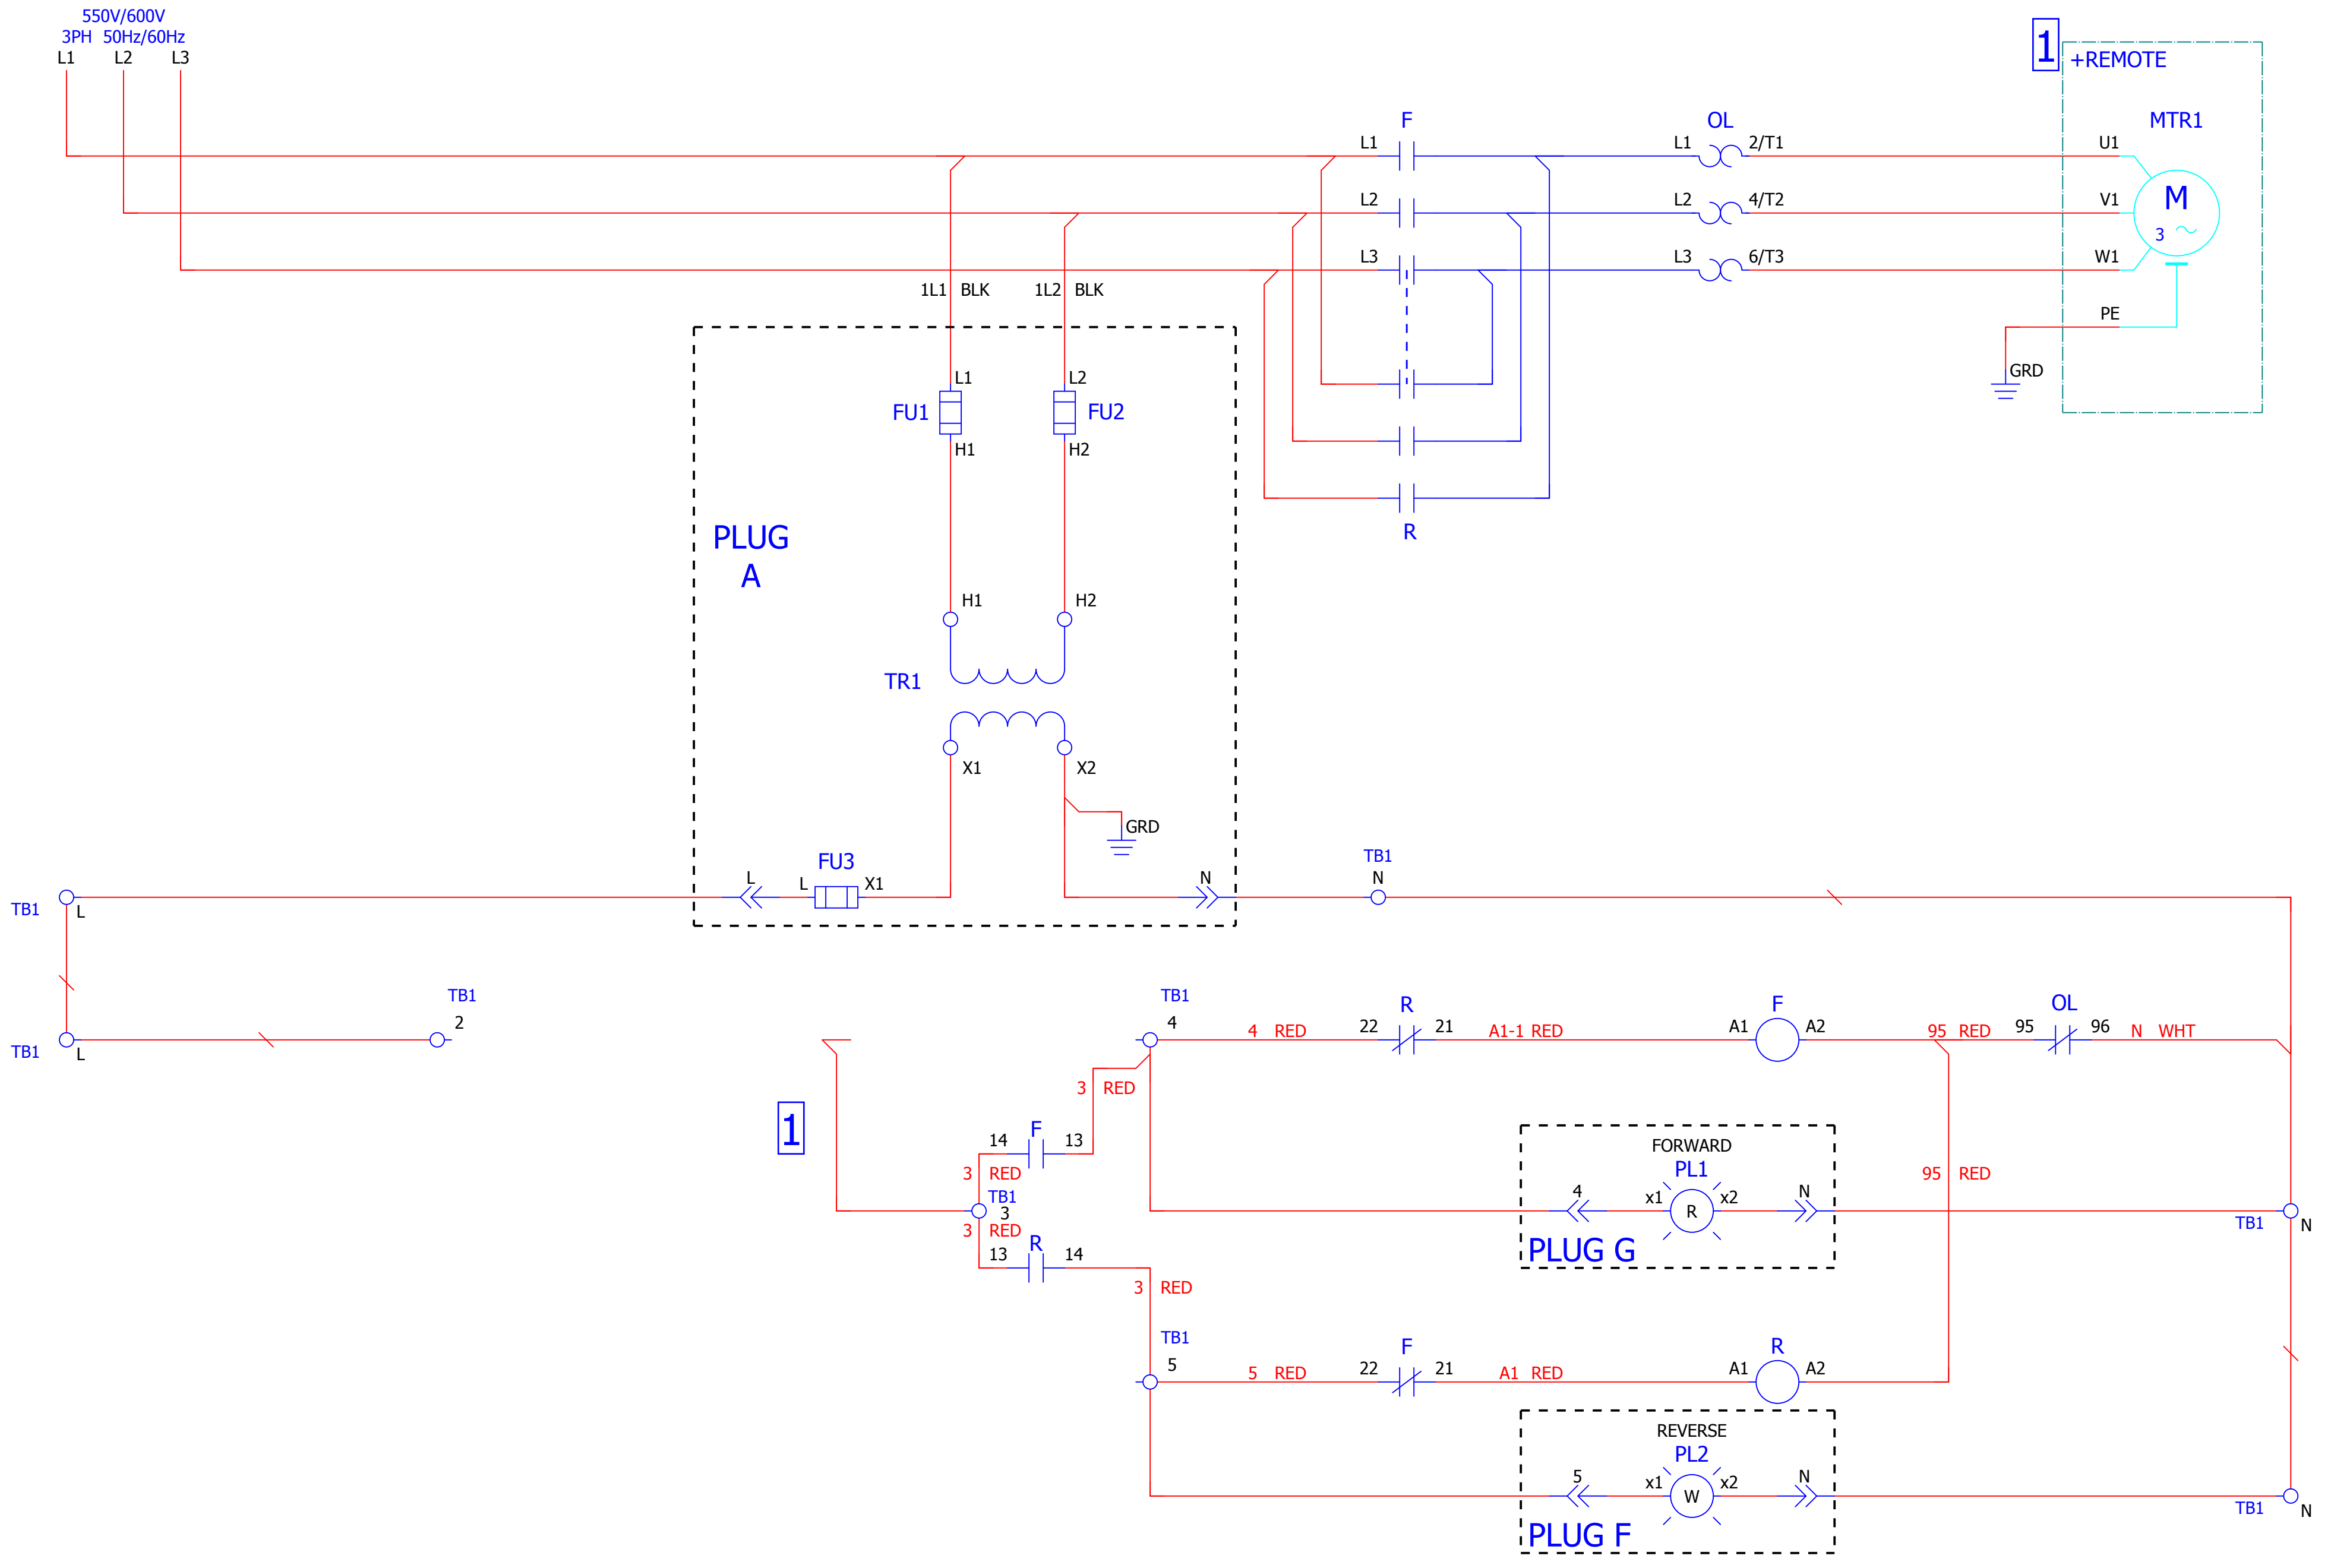 550V/600V
3PH 50Hz/60Hz
L1 L2 L3
1
+REMOTE
F
OL
MTR1
L1
L1 2/T1
U1
L2
L2 4/T2
V1
M
3
L3
L3 6/T3
W1
1L1 BLK
1L2 BLK
PE
GRD
L1
L2
FU1
FU2
H1
H2
R
PLUG
A
H1
H2
TR1
X1
X2
GRD
FU3
L
L
X1
N
TB1
N
TB1
L
TB1
2
TB1
L
TB1
4
4 RED
R
22
21
A1-1 RED
F
A1
A2
95 RED
OL
95
96
N WHT
3 RED
1
F
14
13
3 RED
TB1
3
3 RED
R
13
14
3 RED
FORWARD
PL1
4
x1
R
x2
N
PLUG G
95 RED
TB1
N
TB1
5
5 RED
F
22
21
A1 RED
R
A1
A2
REVERSE
PL2
5
x1
W
x2
N
PLUG F
TB1
N